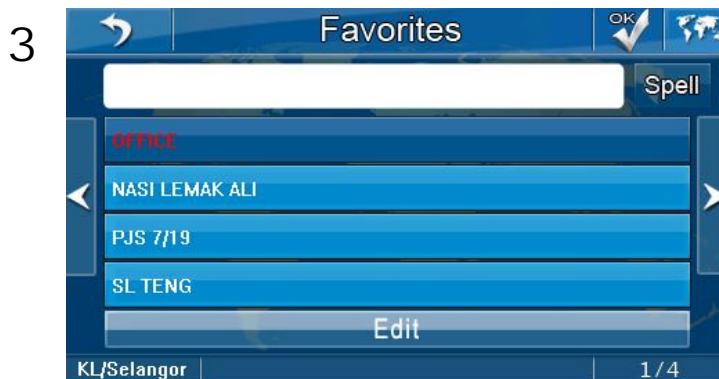 3
Favorites OK
Spell
OFFICE
NASI LEMAK ALI
PJS 7/19
SL TENG
Edit
KL/Selangor 1/4